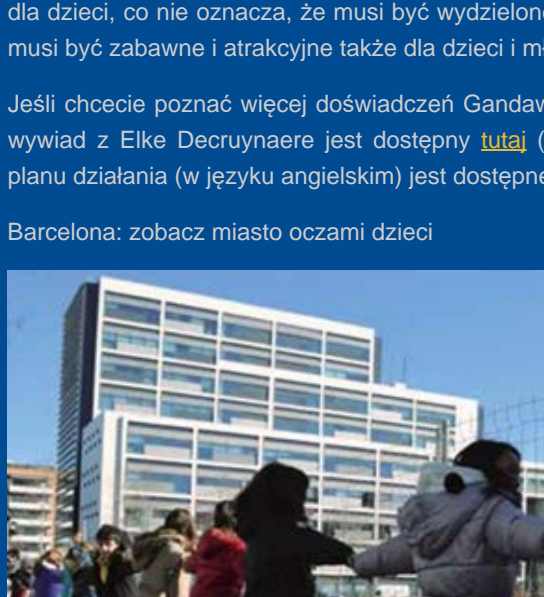 dla dzieci, co nie oznacza, że musi być wydzielone
musi być zabawne i atrakcyjne także dla dzieci i mł
Jeśli chcecie poznać więcej doświadczeń Gandaw
wywiad z Elke Decruynaere jest dostępny tutaj (
planu działania (w języku angielskim) jest dostępne
Barcelona: zobacz miasto oczami dzieci